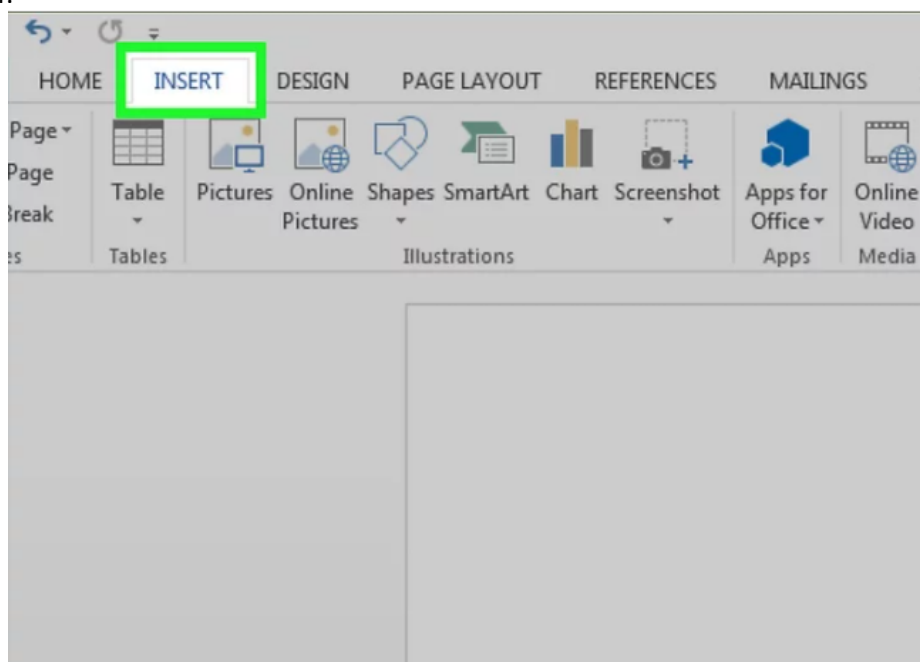 HOME INSERT DESIGN PAGE LAYOUT REFERENCES MAILINGS
Page
Page
Break
Table Pictures Online Pictures Shapes SmartArt Chart Screenshot Apps for Office Online Video
Tables Illustrations Apps Media